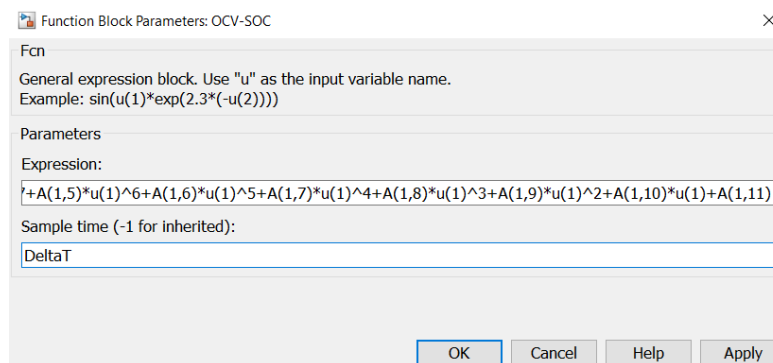 Function Block Parameters: OCV-SOC
Fcn
General expression block. Use "u" as the input variable name.
Example: sin(u(1)*exp(2.3*(-u(2))))
Parameters
Expression:
+A(1,5)*u(1)^6+A(1,6)*u(1)^5+A(1,7)*u(1)^4+A(1,8)*u(1)^3+A(1,9)*u(1)^2+A(1,10)*u(1)+A(1,11)
Sample time (-1 for inherited):
DeltaT
OK Cancel Help Apply